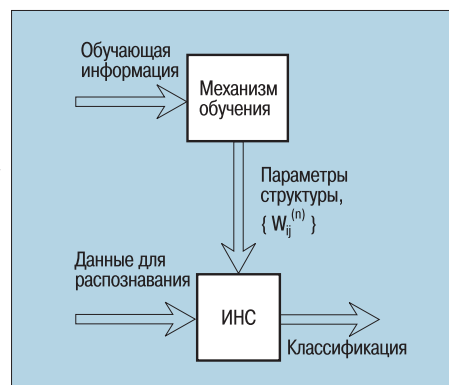 Обучающая
информация
Механизм
обучения
Параметры
структуры,
{ W_ij^(n) }
Данные для
распознавания
ИНС
Классификация